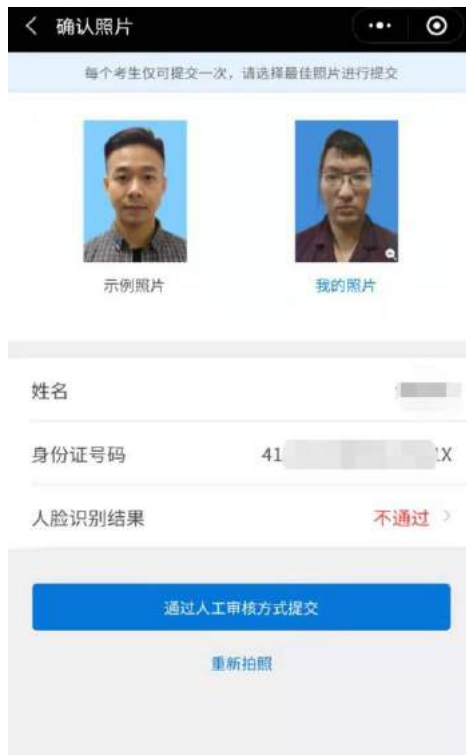 确认照片
每个考生仅可提交一次，请选择最佳照片进行提交
示例照片
我的照片
姓名
身份证号码
41
X
人脸识别结果
不通过
通过人工审核方式提交
重新拍照